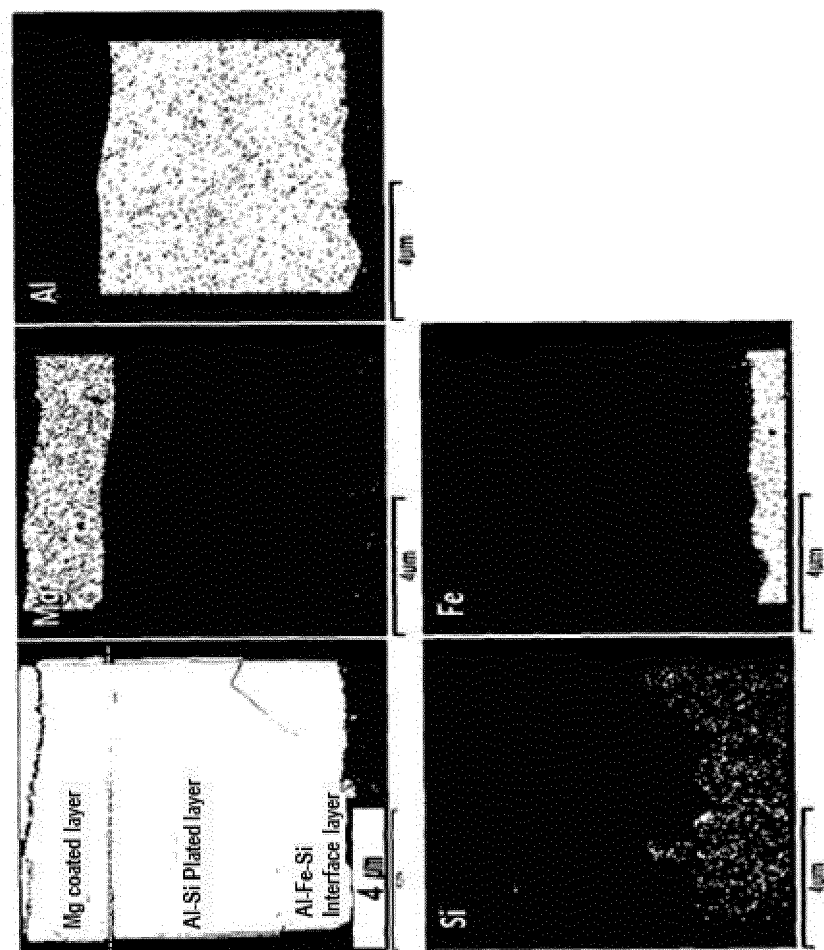 Al
4μm
Mg
4μm
Fe
4μm
Mg coated layer
Al-Si Plated layer
Al-Fe-Si
Interface layer
4 μm
Si
4μm